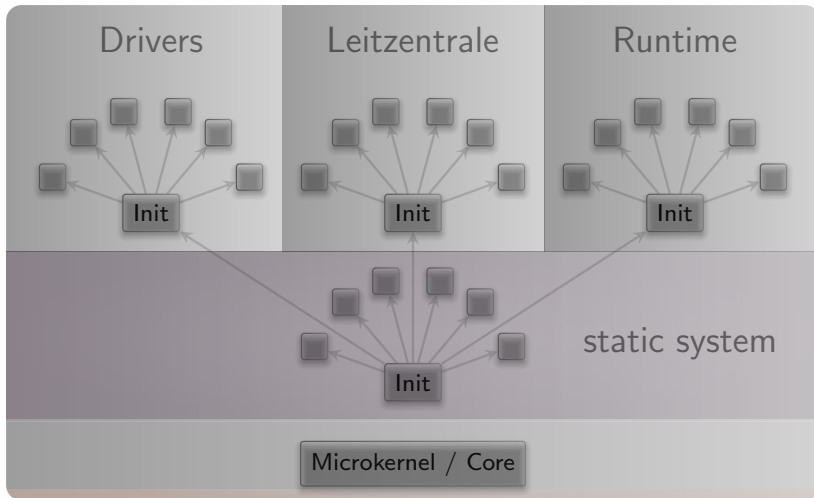 Drivers
Leitzentrale
Runtime
Init
Init
Init
static system
Init
Microkernel / Core